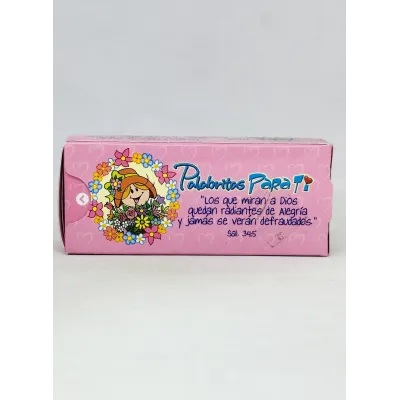 Palabritas PARA Ti
"Los que miran a Dios
quedan radiantes de Alegría
y jamás se verán defraudados."
Sal. 34:5